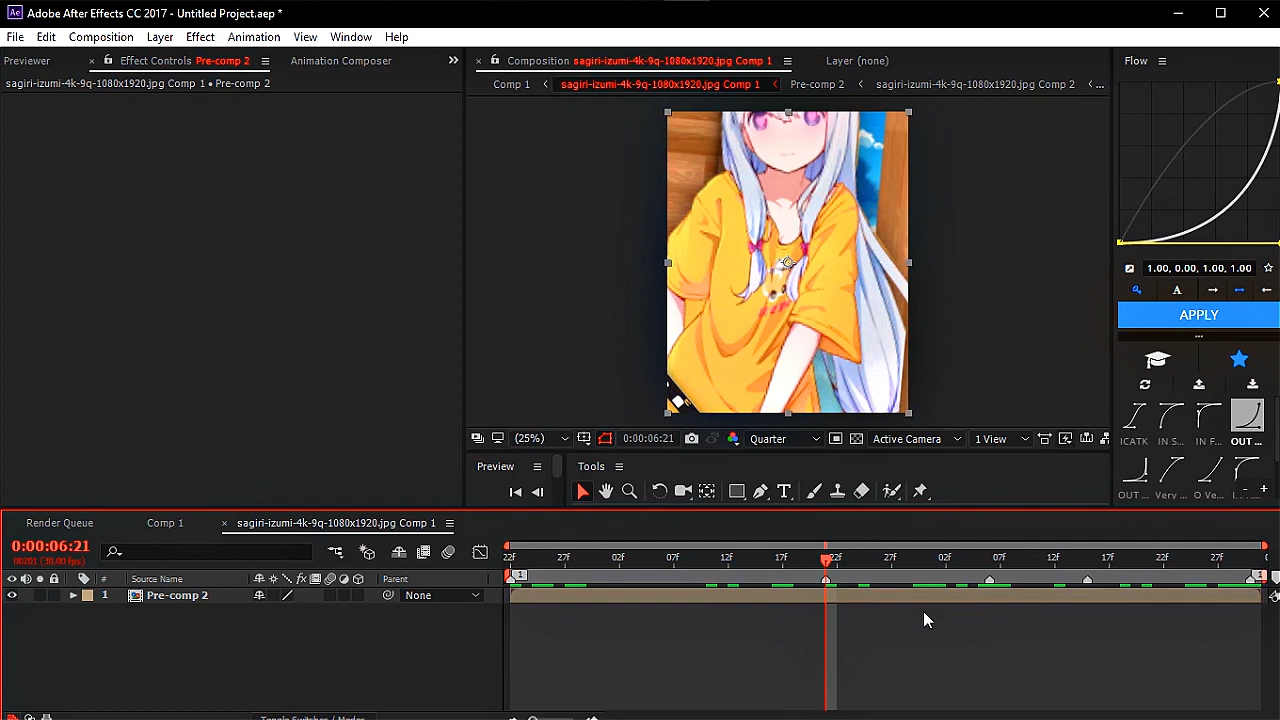 Ae Adobe After Effects CC 2017 - Untitled Project.aep *
File Edit Composition Layer Effect Animation View Window Help
Previewer × Effect Controls Pre-comp 2 Animation Composer »
× Composition sagiri-izumi-4k-9q-1080x1920.jpg Comp 1 Layer (none)
Flow
sagiri-izumi-4k-9q-1080x1920.jpg Comp 1 • Pre-comp 2
Comp 1 sagiri-izumi-4k-9q-1080x1920.jpg Comp 1 Pre-comp 2 sagiri-izumi-4k-9q-1080x1920.jpg Comp 2 ...
1.00, 0.00, 1.00, 1.00
A
APPLY
ICATK IN S... IN F... OUT ...
OUT ... Very ... O Ve...
(25%) 0:00:06:21 Quarter Active Camera 1 View
Preview Tools
T
Render Queue Comp 1 × sagiri-izumi-4k-9q-1080x1920.jpg Comp 1
0:00:06:21
00201 (30.00 fps)
22F 27F 02F 07F 12F 17F 22F 27F 02F 07F 12F 17F 22F 27F
1 1
# Source Name fx Parent
1 Pre-comp 2 None
Toggle Switches / Modes